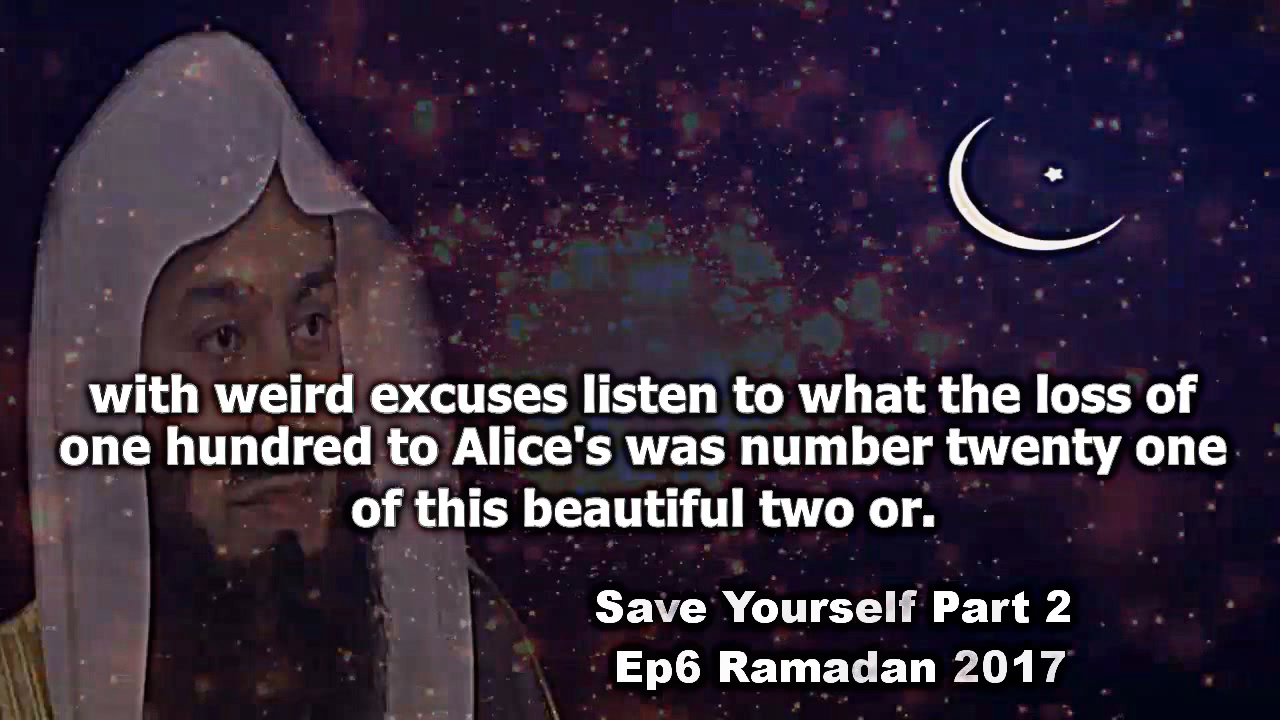 with weird excuses listen to what the loss of
one hundred to Alice's was number twenty one
of this beautiful two or.
Save Yourself Part 2
Ep6 Ramadan 2017